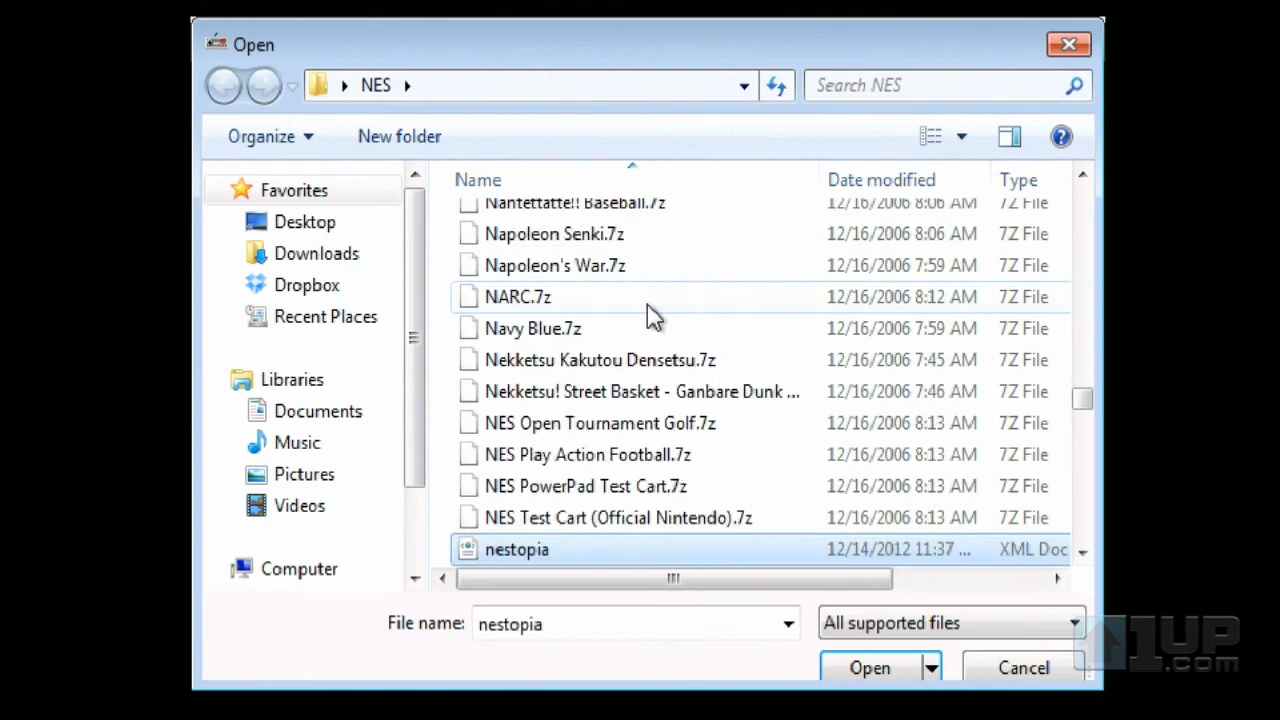 Open
NES
Search NES
Organize
New folder
Name
Date modified
Type
Favorites
Desktop
Downloads
Dropbox
Recent Places
Libraries
Documents
Music
Pictures
Videos
Computer
Nantettatte!! Baseball.7z 12/16/2006 8:06 AM 7Z File
Napoleon Senki.7z 12/16/2006 8:06 AM 7Z File
Napoleon's War.7z 12/16/2006 7:59 AM 7Z File
NARC.7z 12/16/2006 8:12 AM 7Z File
Navy Blue.7z 12/16/2006 7:59 AM 7Z File
Nekketsu Kakutou Densetsu.7z 12/16/2006 7:45 AM 7Z File
Nekketsu! Street Basket - Ganbare Dunk ... 12/16/2006 7:46 AM 7Z File
NES Open Tournament Golf.7z 12/16/2006 8:13 AM 7Z File
NES Play Action Football.7z 12/16/2006 8:13 AM 7Z File
NES PowerPad Test Cart.7z 12/16/2006 8:13 AM 7Z File
NES Test Cart (Official Nintendo).7z 12/16/2006 8:13 AM 7Z File
nestopia 12/14/2012 11:37 ... XML Doc
File name: nestopia
All supported files
Open
Cancel
1UP
.com